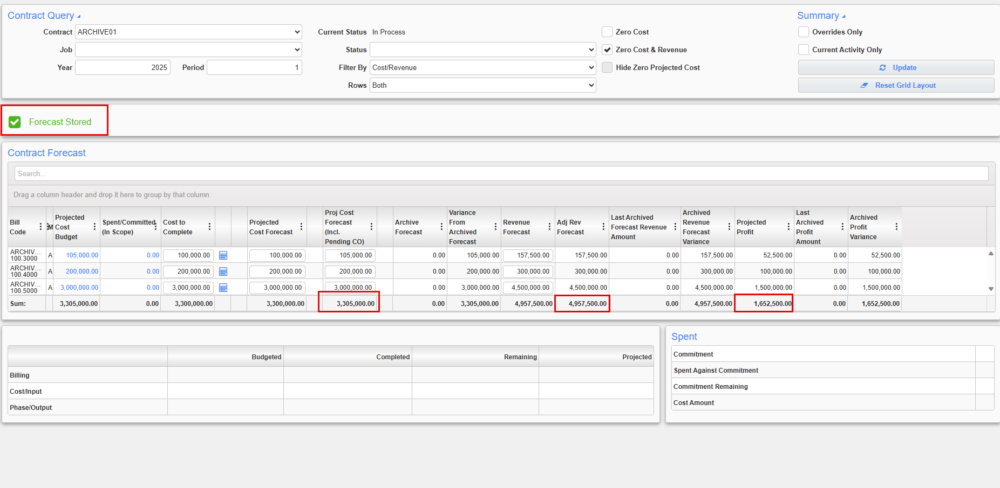 Contract Query
Summary
Contract ARCHIVE01 Current Status In Process Zero Cost Overrides Only
Job Status Zero Cost & Revenue Current Activity Only
Year 2025 Period 1 Filter By Cost/Revenue Hide Zero Projected Cost Update
Rows Both Reset Grid Layout
Forecast Stored
Contract Forecast
Search...
Drag a column header and drop it here to group by that column
Bill Code
M
Projected Cost Budget
Spent/Committed (In Scope)
Cost to Complete
Projected Cost Forecast
Proj Cost Forecast (Incl. Pending CO)
Archive Forecast
Variance From Archived Forecast
Revenue Forecast
Adj Rev Forecast
Last Archived Forecast Revenue Amount
Archived Revenue Forecast Variance
Projected Profit
Last Archived Profit Amount
Archived Profit Variance
ARCHIV... 100.3000 A 105,000.00 0.00 100,000.00 100,000.00 105,000.00 0.00 105,000.00 157,500.00 157,500.00 0.00 157,500.00 52,500.00 0.00 52,500.00
ARCHIV... 100.4000 A 200,000.00 0.00 200,000.00 200,000.00 200,000.00 0.00 200,000.00 300,000.00 300,000.00 0.00 300,000.00 100,000.00 0.00 100,000.00
ARCHIV... 100.5000 A 3,000,000.00 0.00 3,000,000.00 3,000,000.00 3,000,000.00 0.00 3,000,000.00 4,500,000.00 4,500,000.00 0.00 4,500,000.00 1,500,000.00 0.00 1,500,000.00
Sum: 3,305,000.00 0.00 3,300,000.00 3,300,000.00 3,305,000.00 0.00 3,305,000.00 4,957,500.00 4,957,500.00 0.00 4,957,500.00 1,652,500.00 0.00 1,652,500.00
Budgeted Completed Remaining Projected
Billing
Cost/Input
Phase/Output
Spent
Commitment
Spent Against Commitment
Commitment Remaining
Cost Amount